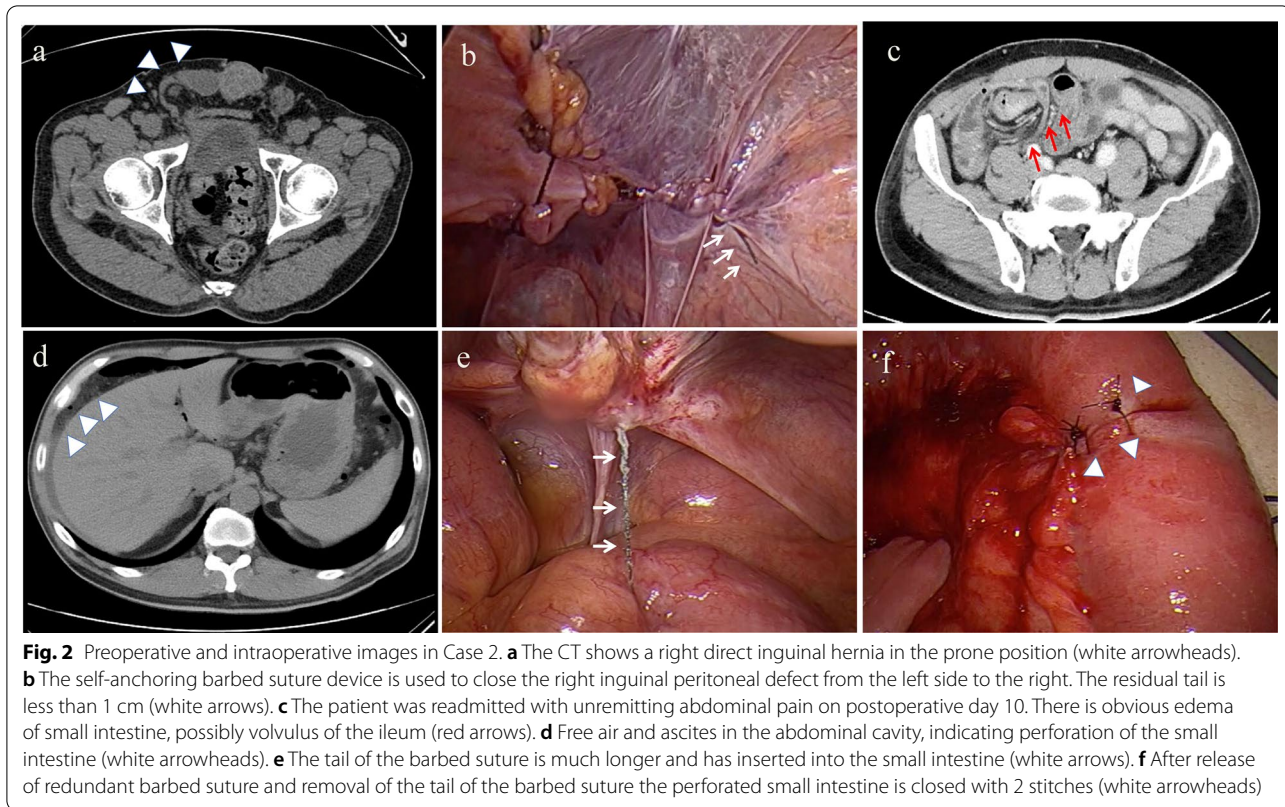 a
b
c
d
e
f
Fig. 2 Preoperative and intraoperative images in Case 2. a The CT shows a right direct inguinal hernia in the prone position (white arrowheads).
b The self-anchoring barbed suture device is used to close the right inguinal peritoneal defect from the left side to the right. The residual tail is
less than 1 cm (white arrows). c The patient was readmitted with unremitting abdominal pain on postoperative day 10. There is obvious edema
of small intestine, possibly volvulus of the ileum (red arrows). d Free air and ascites in the abdominal cavity, indicating perforation of the small
intestine (white arrowheads). e The tail of the barbed suture is much longer and has inserted into the small intestine (white arrows). f After release
of redundant barbed suture and removal of the tail of the barbed suture the perforated small intestine is closed with 2 stitches (white arrowheads)